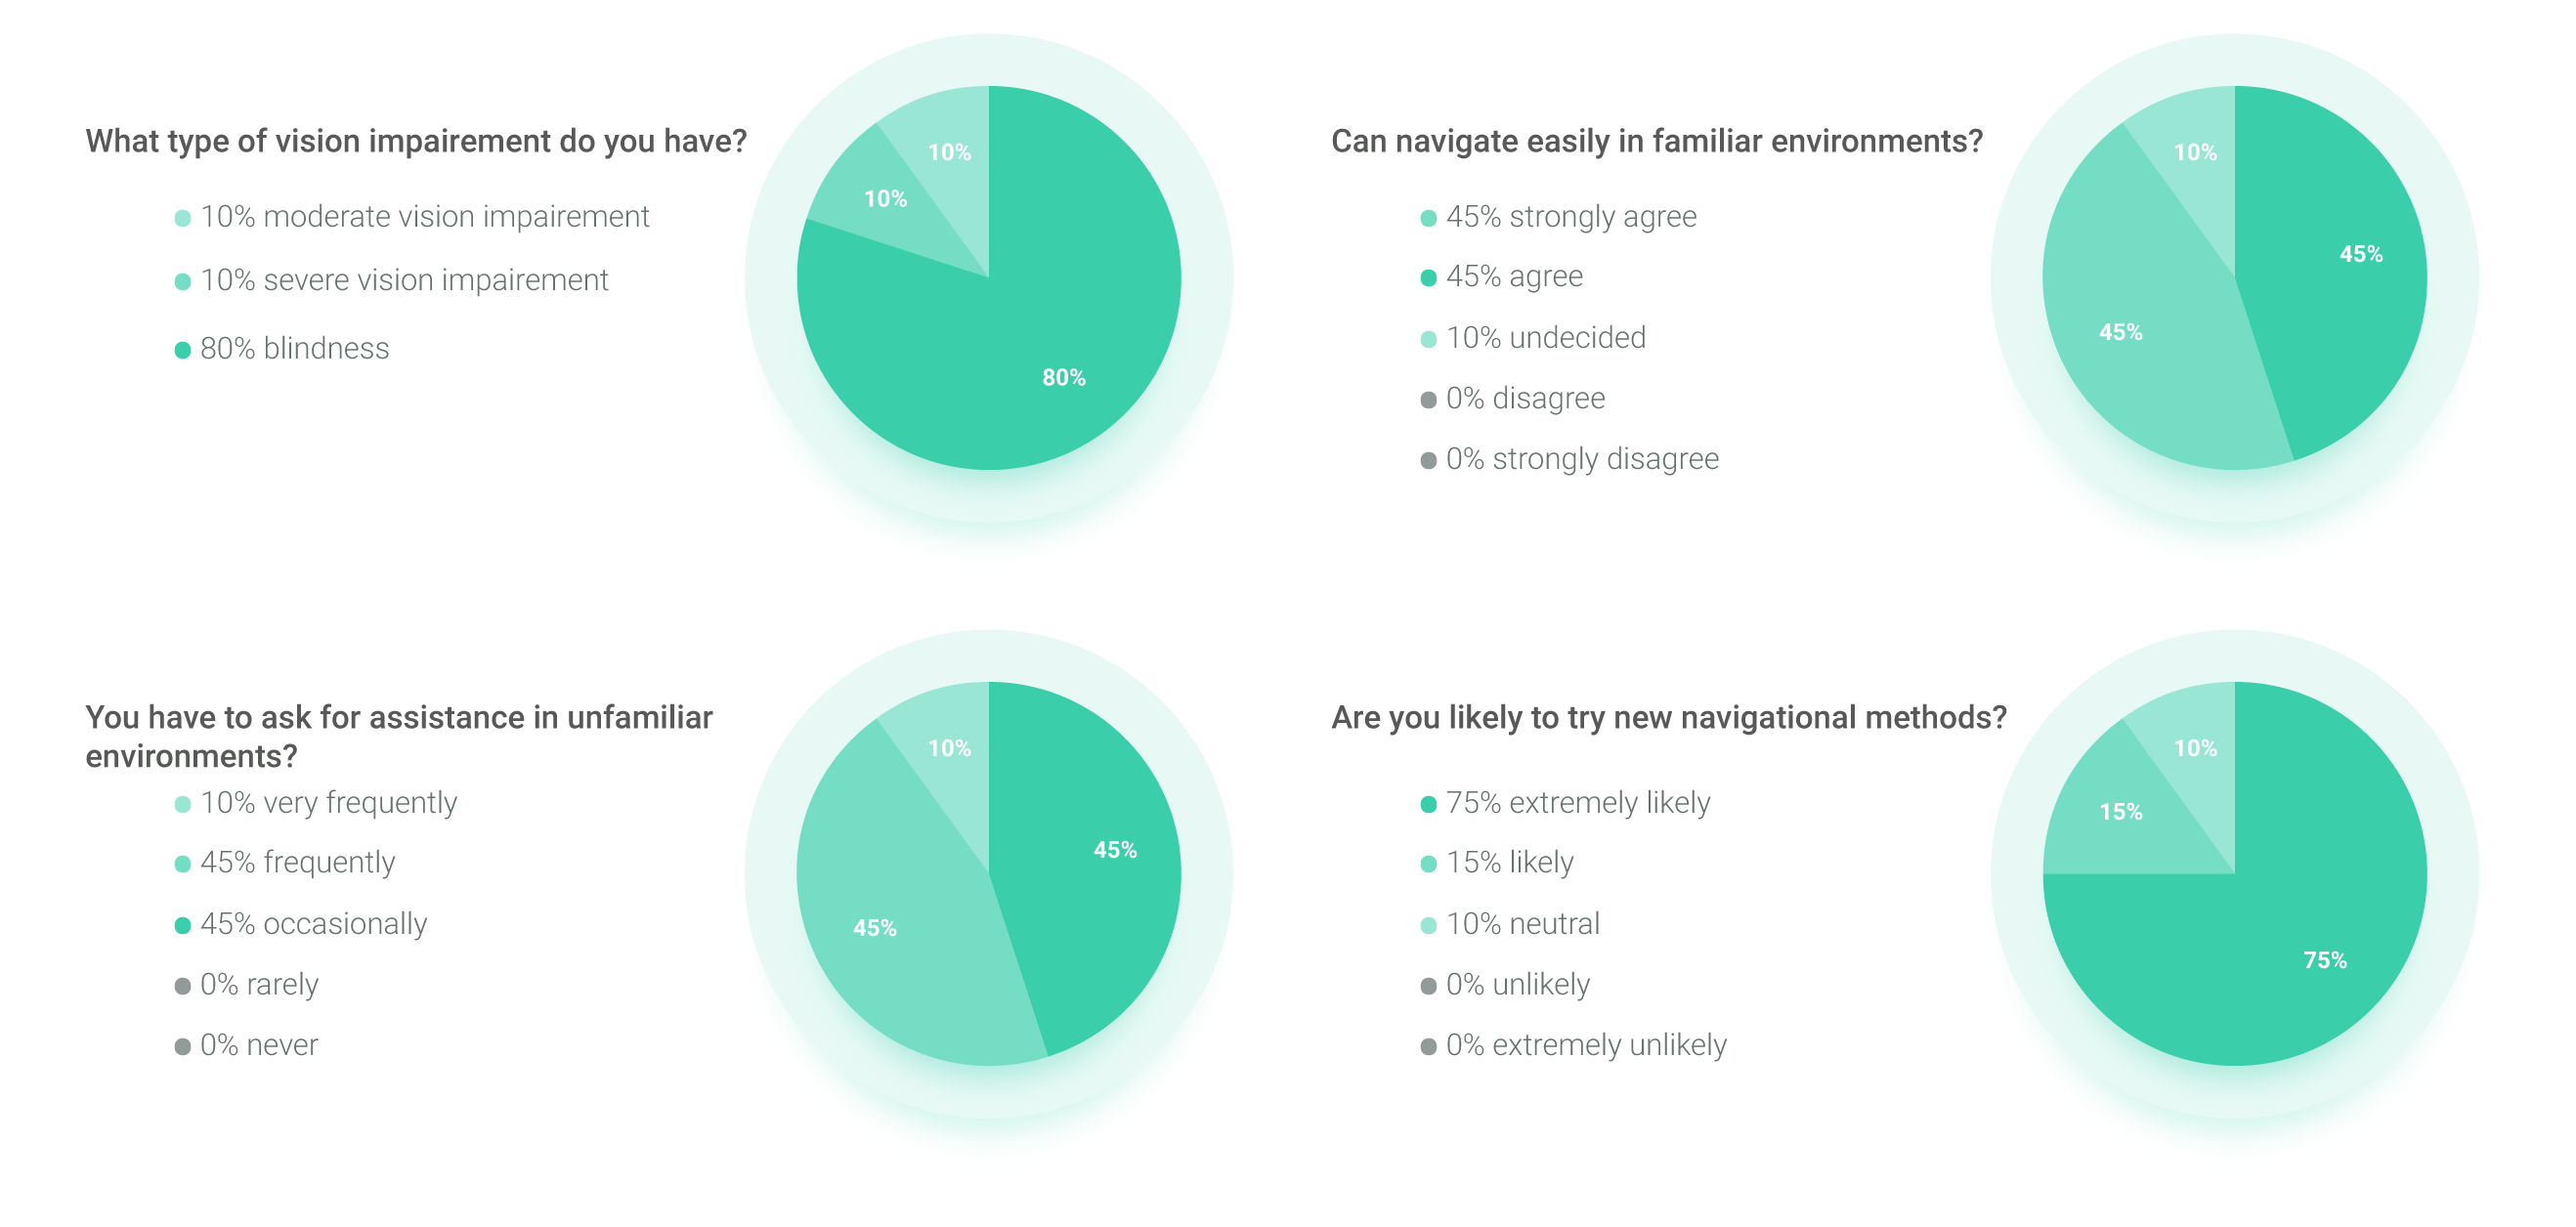 What type of vision impairement do you have?
10% moderate vision impairement
10% severe vision impairement
80% blindness
10%
10%
80%
Can navigate easily in familiar environments?
45% strongly agree
45% agree
10% undecided
0% disagree
0% strongly disagree
10%
45%
45%
You have to ask for assistance in unfamiliar
environments?
10% very frequently
45% frequently
45% occasionally
0% rarely
0% never
10%
45%
45%
Are you likely to try new navigational methods?
75% extremely likely
15% likely
10% neutral
0% unlikely
0% extremely unlikely
10%
15%
75%